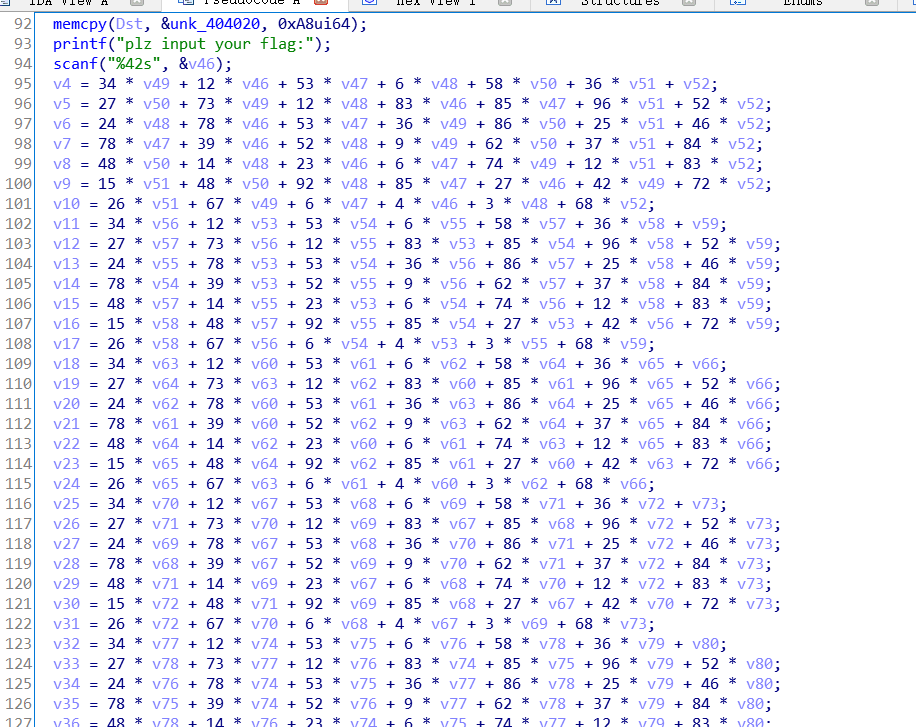 IDA View A Pseudocode A Hex View 1 Structures Enums
92 memcpy(Dst, &unk_404020, 0xA8ui64);
93 printf("plz input your flag:");
94 scanf("%42s", &v46);
95 v4 = 34 * v49 + 12 * v46 + 53 * v47 + 6 * v48 + 58 * v50 + 36 * v51 + v52;
96 v5 = 27 * v50 + 73 * v49 + 12 * v48 + 83 * v46 + 85 * v47 + 96 * v51 + 52 * v52;
97 v6 = 24 * v48 + 78 * v46 + 53 * v47 + 36 * v49 + 86 * v50 + 25 * v51 + 46 * v52;
98 v7 = 78 * v47 + 39 * v46 + 52 * v48 + 9 * v49 + 62 * v50 + 37 * v51 + 84 * v52;
99 v8 = 48 * v50 + 14 * v48 + 23 * v46 + 6 * v47 + 74 * v49 + 12 * v51 + 83 * v52;
100 v9 = 15 * v51 + 48 * v50 + 92 * v48 + 85 * v47 + 27 * v46 + 42 * v49 + 72 * v52;
101 v10 = 26 * v51 + 67 * v49 + 6 * v47 + 4 * v46 + 3 * v48 + 68 * v52;
102 v11 = 34 * v56 + 12 * v53 + 53 * v54 + 6 * v55 + 58 * v57 + 36 * v58 + v59;
103 v12 = 27 * v57 + 73 * v56 + 12 * v55 + 83 * v53 + 85 * v54 + 96 * v58 + 52 * v59;
104 v13 = 24 * v55 + 78 * v53 + 53 * v54 + 36 * v56 + 86 * v57 + 25 * v58 + 46 * v59;
105 v14 = 78 * v54 + 39 * v53 + 52 * v55 + 9 * v56 + 62 * v57 + 37 * v58 + 84 * v59;
106 v15 = 48 * v57 + 14 * v55 + 23 * v53 + 6 * v54 + 74 * v56 + 12 * v58 + 83 * v59;
107 v16 = 15 * v58 + 48 * v57 + 92 * v55 + 85 * v54 + 27 * v53 + 42 * v56 + 72 * v59;
108 v17 = 26 * v58 + 67 * v56 + 6 * v54 + 4 * v53 + 3 * v55 + 68 * v59;
109 v18 = 34 * v63 + 12 * v60 + 53 * v61 + 6 * v62 + 58 * v64 + 36 * v65 + v66;
110 v19 = 27 * v64 + 73 * v63 + 12 * v62 + 83 * v60 + 85 * v61 + 96 * v65 + 52 * v66;
111 v20 = 24 * v62 + 78 * v60 + 53 * v61 + 36 * v63 + 86 * v64 + 25 * v65 + 46 * v66;
112 v21 = 78 * v61 + 39 * v60 + 52 * v62 + 9 * v63 + 62 * v64 + 37 * v65 + 84 * v66;
113 v22 = 48 * v64 + 14 * v62 + 23 * v60 + 6 * v61 + 74 * v63 + 12 * v65 + 83 * v66;
114 v23 = 15 * v65 + 48 * v64 + 92 * v62 + 85 * v61 + 27 * v60 + 42 * v63 + 72 * v66;
115 v24 = 26 * v65 + 67 * v63 + 6 * v61 + 4 * v60 + 3 * v62 + 68 * v66;
116 v25 = 34 * v70 + 12 * v67 + 53 * v68 + 6 * v69 + 58 * v71 + 36 * v72 + v73;
117 v26 = 27 * v71 + 73 * v70 + 12 * v69 + 83 * v67 + 85 * v68 + 96 * v72 + 52 * v73;
118 v27 = 24 * v69 + 78 * v67 + 53 * v68 + 36 * v70 + 86 * v71 + 25 * v72 + 46 * v73;
119 v28 = 78 * v68 + 39 * v67 + 52 * v69 + 9 * v70 + 62 * v71 + 37 * v72 + 84 * v73;
120 v29 = 48 * v71 + 14 * v69 + 23 * v67 + 6 * v68 + 74 * v70 + 12 * v72 + 83 * v73;
121 v30 = 15 * v72 + 48 * v71 + 92 * v69 + 85 * v68 + 27 * v67 + 42 * v70 + 72 * v73;
122 v31 = 26 * v72 + 67 * v70 + 6 * v68 + 4 * v67 + 3 * v69 + 68 * v73;
123 v32 = 34 * v77 + 12 * v74 + 53 * v75 + 6 * v76 + 58 * v78 + 36 * v79 + v80;
124 v33 = 27 * v78 + 73 * v77 + 12 * v76 + 83 * v74 + 85 * v75 + 96 * v79 + 52 * v80;
125 v34 = 24 * v76 + 78 * v74 + 53 * v75 + 36 * v77 + 86 * v78 + 25 * v79 + 46 * v80;
126 v35 = 78 * v75 + 39 * v74 + 52 * v76 + 9 * v77 + 62 * v78 + 37 * v79 + 84 * v80;
127 v36 = 48 * v78 + 14 * v76 + 23 * v74 + 6 * v75 + 74 * v77 + 12 * v79 + 83 * v80;